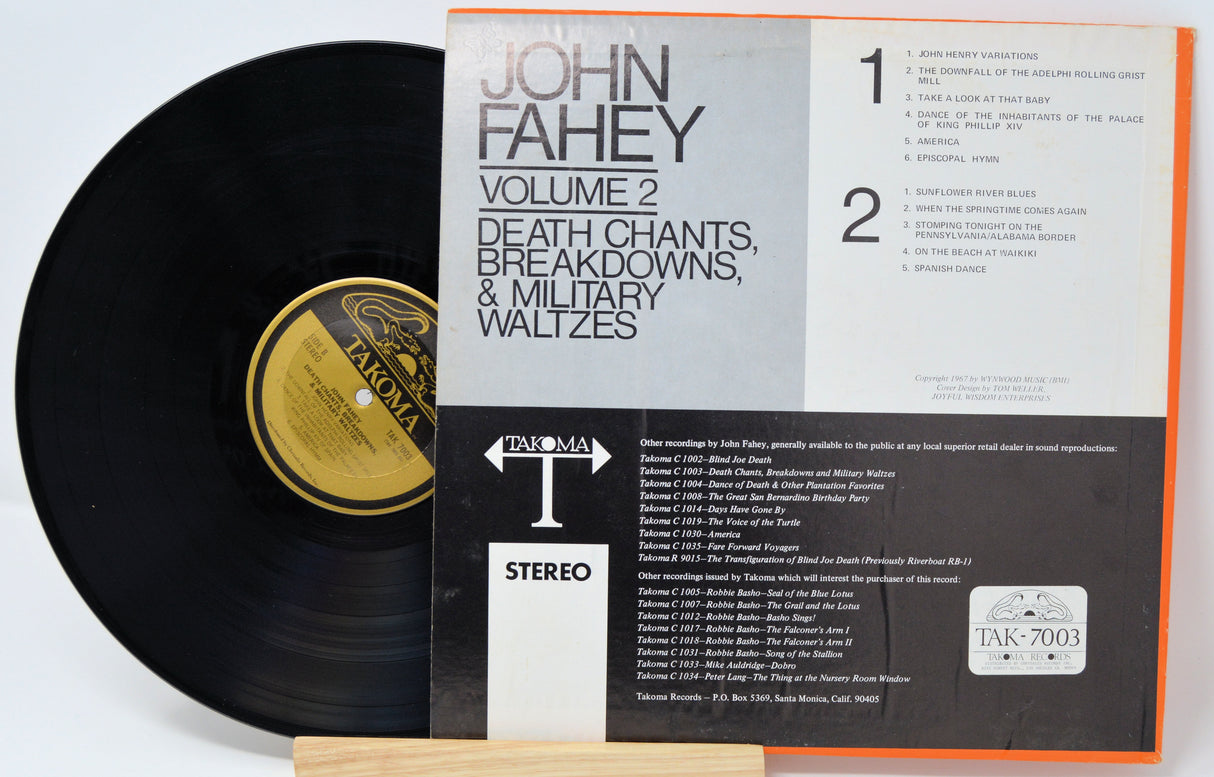 JOHN
FAHEY
VOLUME 2
DEATH CHANTS,
BREAKDOWNS,
& MILITARY
WALTZES
1
1. JOHN HENRY VARIATIONS
2. THE DOWNFALL OF THE ADELPHI ROLLING GRIST
MILL
3. TAKE A LOOK AT THAT BABY
4. DANCE OF THE INHABITANTS OF THE PALACE
OF KING PHILLIP XIV
5. AMERICA
6. EPISCOPAL HYMN
2
1. SUNFLOWER RIVER BLUES
2. WHEN THE SPRINGTIME COMES AGAIN
3. STOMPING TONIGHT ON THE
PENNSYLVANIA/ALABAMA BORDER
4. ON THE BEACH AT WAIKIKI
5. SPANISH DANCE
Copyright 1967 by WYNWOOD MUSIC (BMI)
Cover Design by TOM WELLER,
JOYFUL WISDOM ENTERPRISES
TAKOMA
STEREO
Other recordings by John Fahey, generally available to the public at any local superior retail dealer in sound reproductions:
Takoma C 1002—Blind Joe Death
Takoma C 1003—Death Chants, Breakdowns and Military Waltzes
Takoma C 1004—Dance of Death & Other Plantation Favorites
Takoma C 1008—The Great San Bernardino Birthday Party
Takoma C 1014—Days Have Gone By
Takoma C 1019—The Voice of the Turtle
Takoma C 1030—America
Takoma C 1035—Fare Forward Voyagers
Takoma R 9015—The Transfiguration of Blind Joe Death (Previously Riverboat RB-1)
Other recordings issued by Takoma which will interest the purchaser of this record:
Takoma C 1005—Robbie Basho—Seal of the Blue Lotus
Takoma C 1007—Robbie Basho—The Grail and the Lotus
Takoma C 1012—Robbie Basho—Basho Sings!
Takoma C 1017—Robbie Basho—The Falconer's Arm I
Takoma C 1018—Robbie Basho—The Falconer's Arm II
Takoma C 1031—Robbie Basho—Song of the Stallion
Takoma C 1033—Mike Auldridge—Dobro
Takoma C 1034—Peter Lang—The Thing at the Nursery Room Window
Takoma Records — P.O. Box 5369, Santa Monica, Calif. 90405
TAK-7003
TAKOMA RECORDS
TAKOMA
SIDE B
STEREO
JOHN FAHEY
DEATH CHANTS, BREAKDOWNS,
& MILITARY WALTZES
TAK 7003